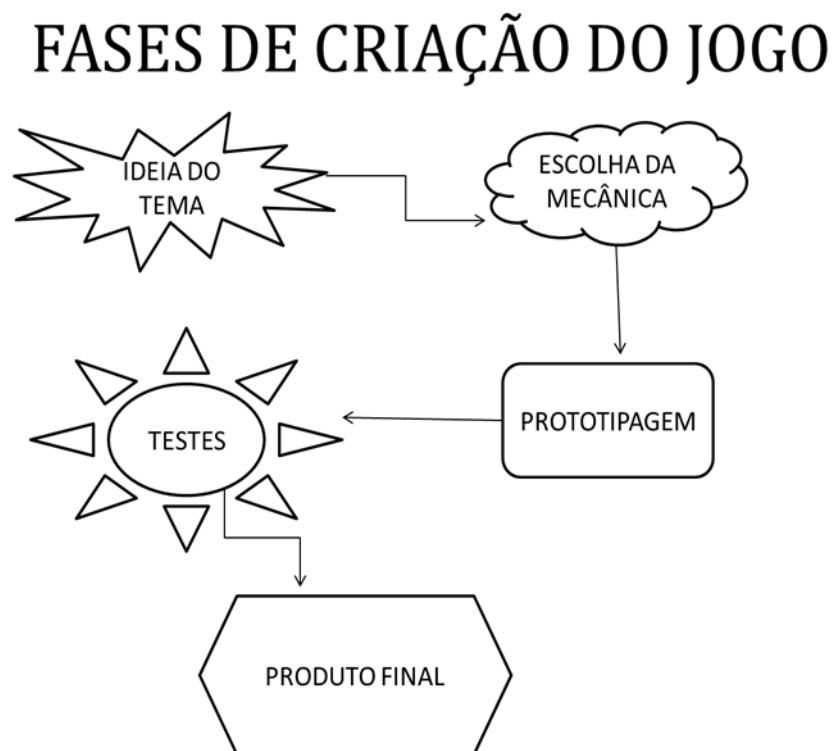 FASES DE CRIAÇÃO DO JOGO
IDEIA DO
TEMA
ESCOLHA DA
MECÂNICA
PROTOTIPAGEM
TESTES
PRODUTO FINAL